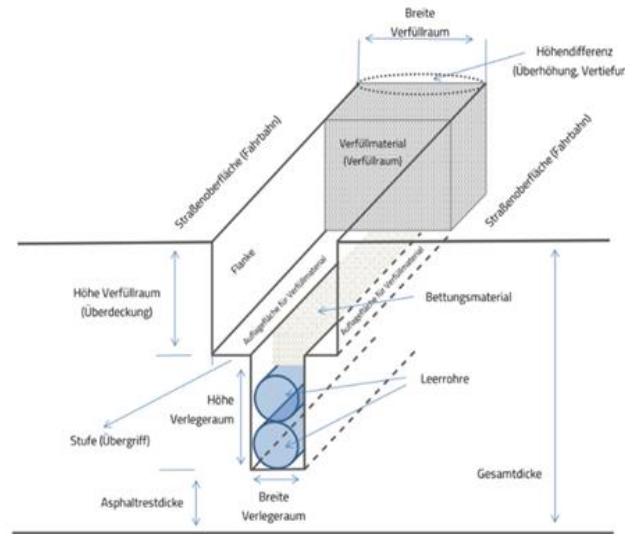 Breite
Verfüllraum
Höhendifferenz
(Überhöhung, Vertiefur
Straßenoberfläche (Fahrbahn)
Verfüllmaterial
(Verfüllraum)
Straßenoberfläche (Fahrbahn)
Flanke
Höhe Verfüllraum
(Überdeckung)
Auflagefläche für Verfüllmaterial
Auflagefläche für Verfüllmaterial
Bettungsmaterial
Leerrohre
Höhe
Verlegeraum
Stufe (Übergriff)
Gesamtdicke
Asphaltrestdicke
Breite
Verlegeraum